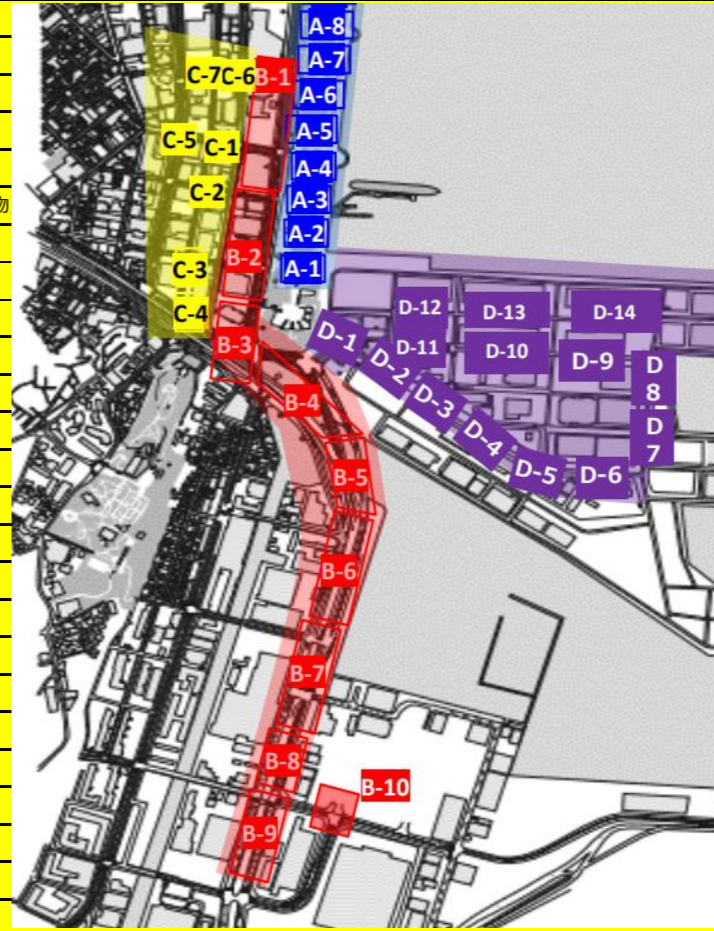 A-8
A-7
C-7 C-6 B-1
A-6
A-5
C-5 C-1
A-4
C-2 A-3
物
A-2
B-2
C-3 A-1
D-12 D-13 D-14
C-4
D-1
B-3
D-11 D-10 D-9
D-2
D
8
D-3
B-4
D
7
D-4
B-5 D-5 D-6
B-6
B-7
B-8
B-10
B-9